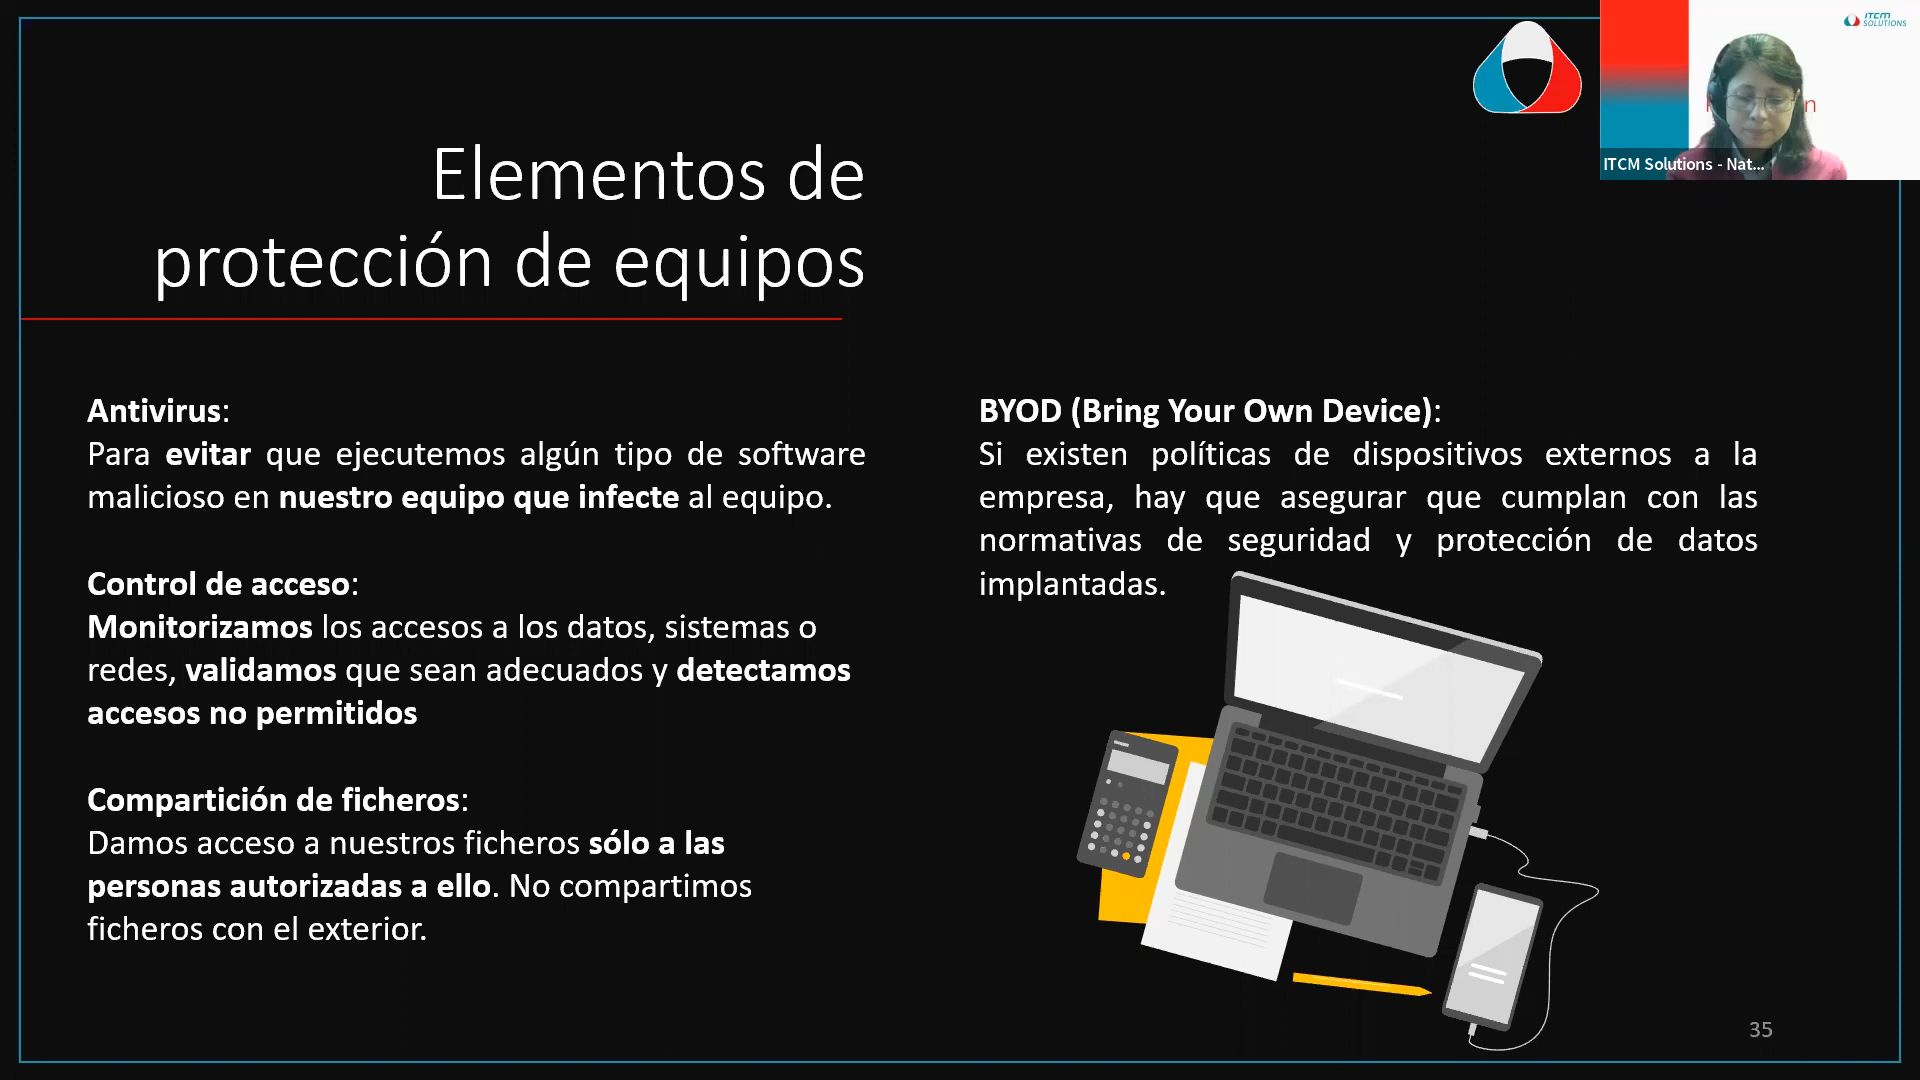 ITCM
SOLUTIONS
ITCM Solutions - Nat...
Elementos de
protección de equipos
Antivirus:
Para evitar que ejecutemos algún tipo de software
malicioso en nuestro equipo que infecte al equipo.
Control de acceso:
Monitorizamos los accesos a los datos, sistemas o
redes, validamos que sean adecuados y detectamos
accesos no permitidos
Compartición de ficheros:
Damos acceso a nuestros ficheros sólo a las
personas autorizadas a ello. No compartimos
ficheros con el exterior.
BYOD (Bring Your Own Device):
Si existen políticas de dispositivos externos a la
empresa, hay que asegurar que cumplan con las
normativas de seguridad y protección de datos
implantadas.
35